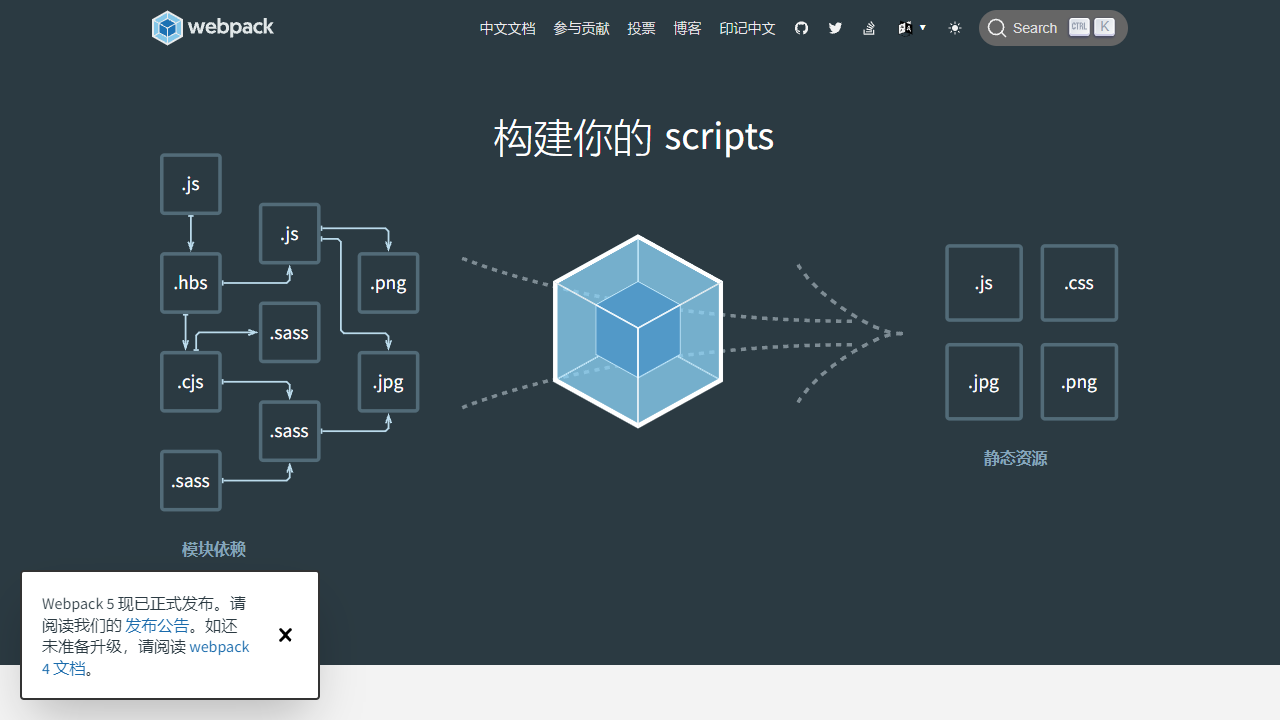 webpack
中文文档 参与贡献 投票 博客 印记中文
Search CTRL K
构建你的 scripts
.js
.js
.hbs
.png
.sass
.cjs
.jpg
.sass
.sass
模块依赖
.js
.css
.jpg
.png
静态资源
Webpack 5 现已正式发布。请
阅读我们的 发布公告。如还
未准备升级，请阅读 webpack
4 文档。